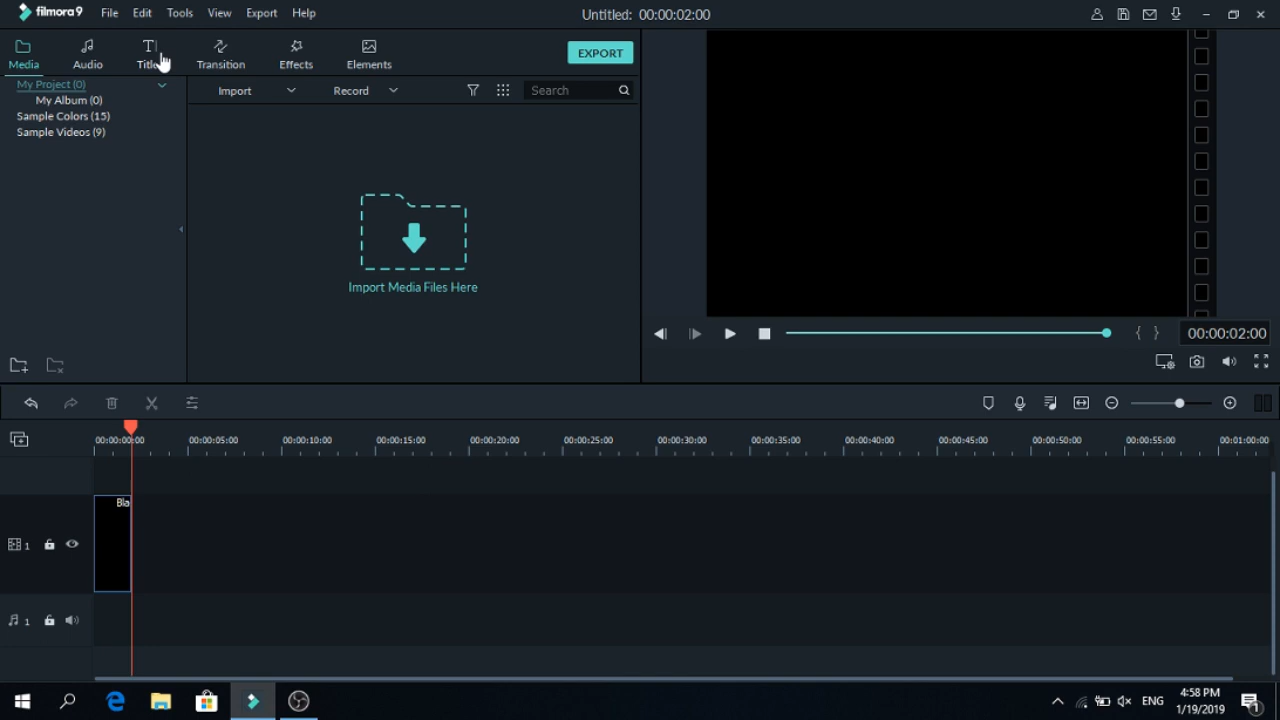 filmora9 File Edit Tools View Export Help Untitled: 00:00:02:00
Media Audio Titles Transition Effects Elements EXPORT
My Project (0) Import Record Search
My Album (0)
Sample Colors (15)
Sample Videos (9)
Import Media Files Here
{ } 00:00:02:00
00:00:00:00 00:00:05:00 00:00:10:00 00:00:15:00 00:00:20:00 00:00:25:00 00:00:30:00 00:00:35:00 00:00:40:00 00:00:45:00 00:00:50:00 00:00:55:00 00:01:00:00
Bla
1
1
ENG 4:58 PM
1/19/2019
1